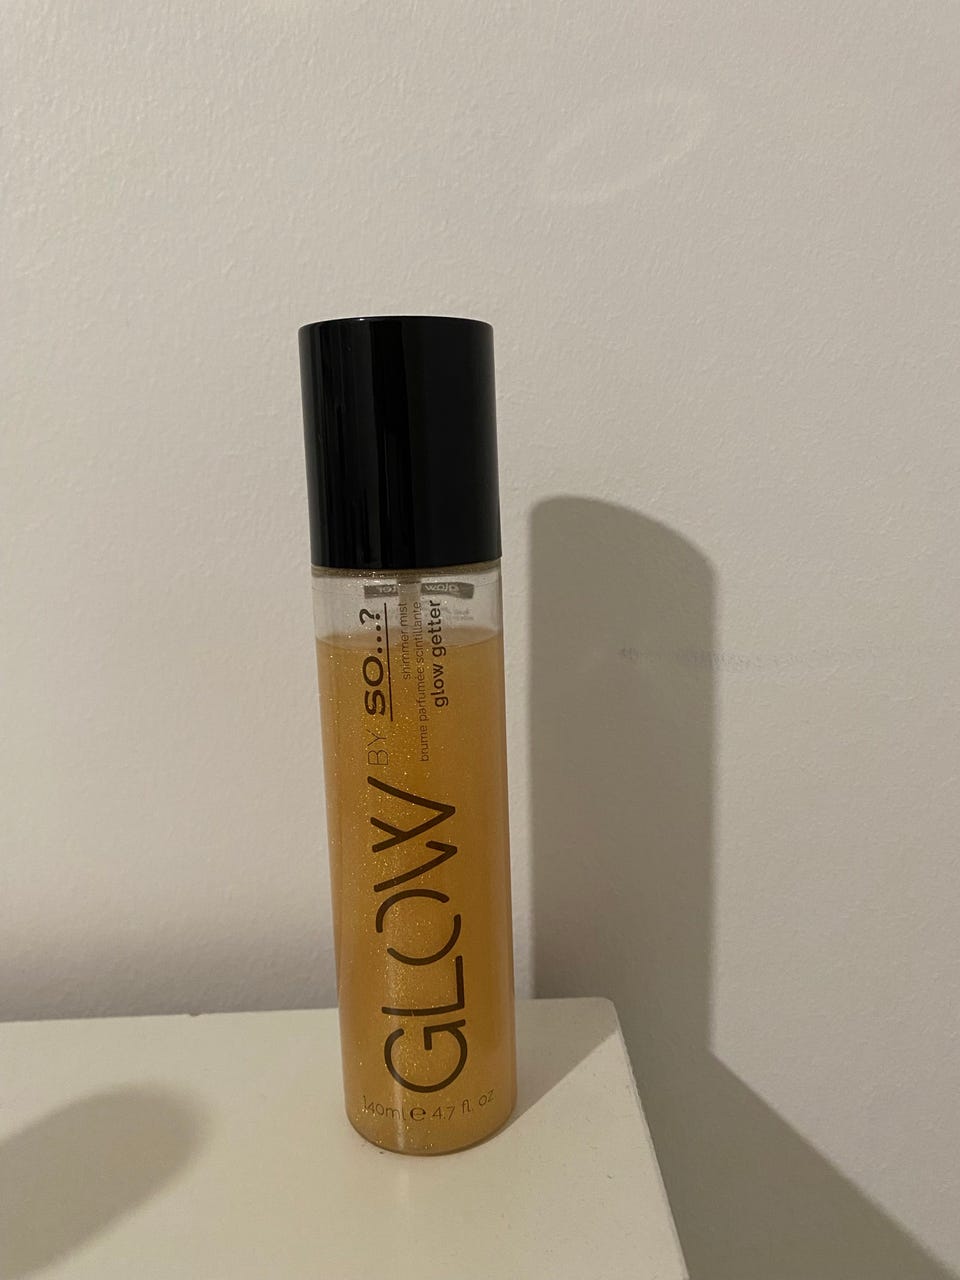 GLOW BY SO...?
shimmer mist
brume parfumée scintillante
glow getter
140ml e 4.7 fl. oz